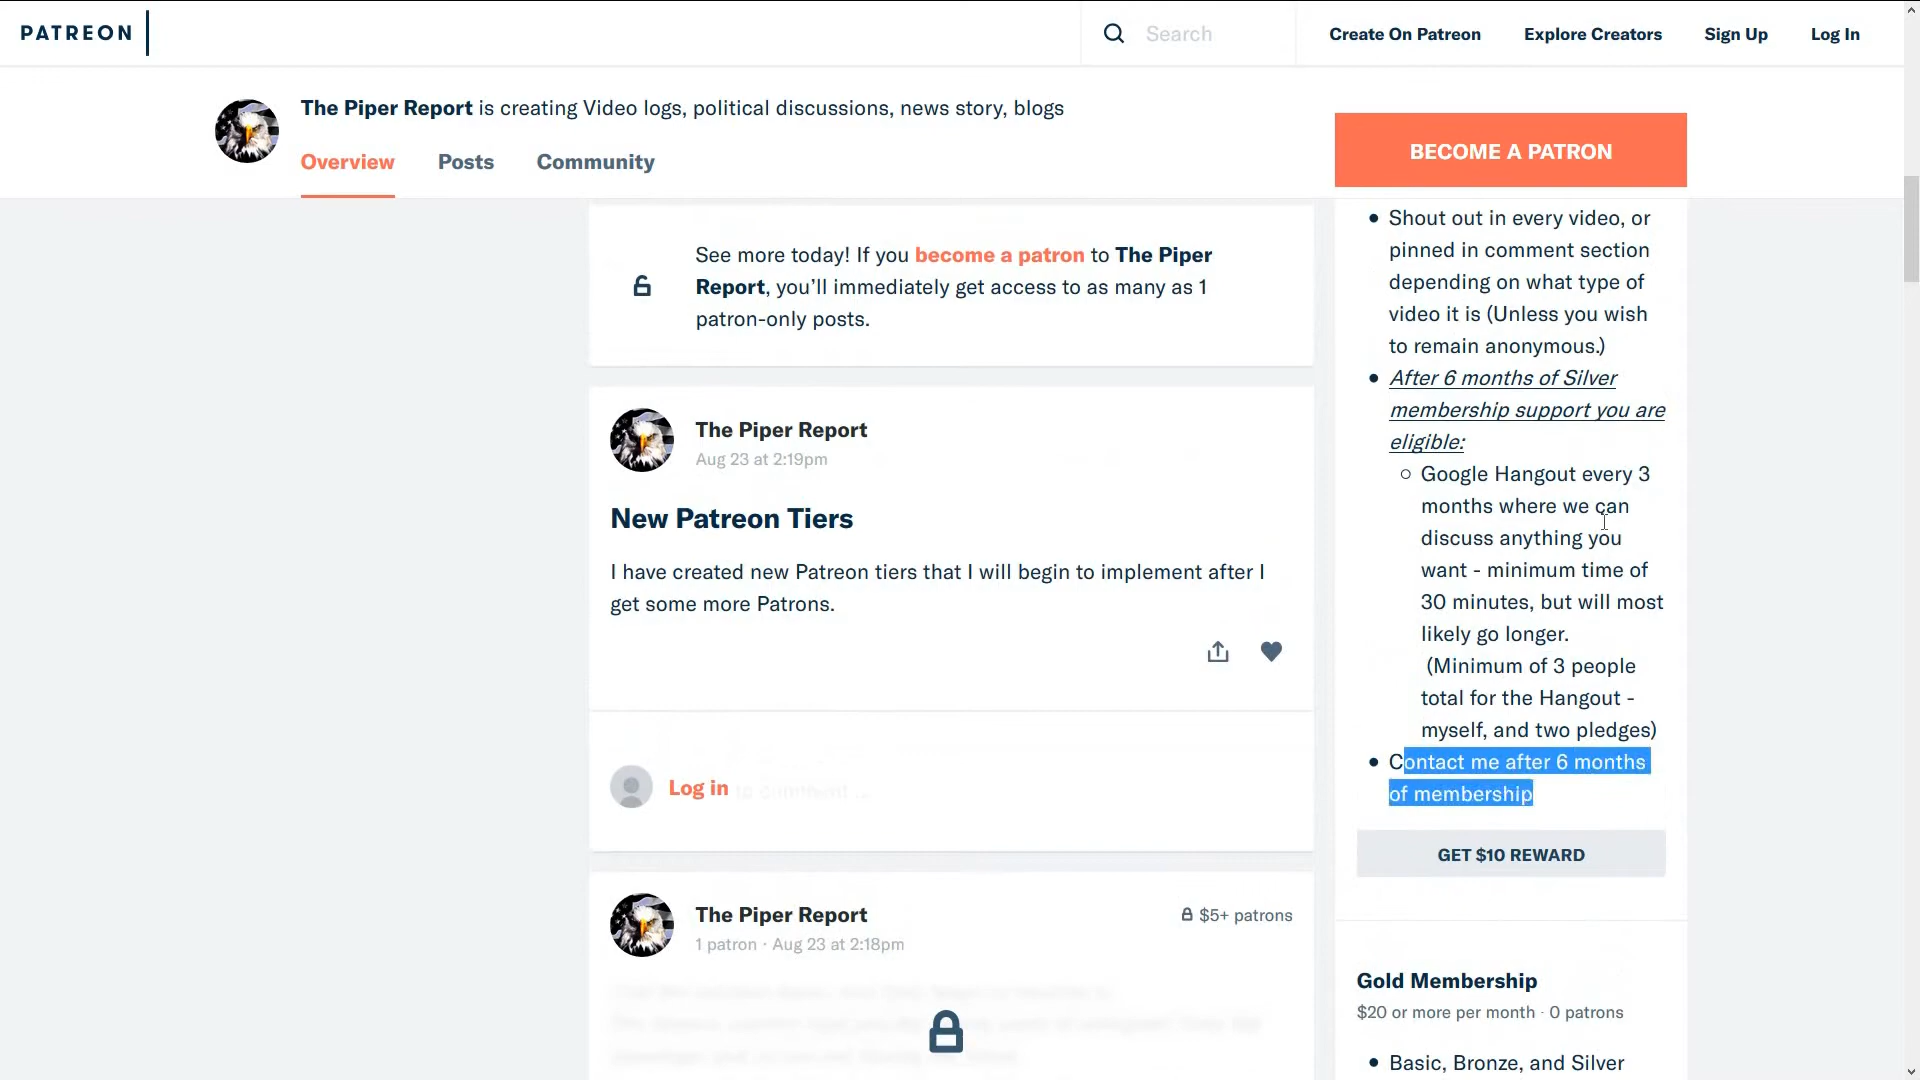 PATREON
Search
Create On Patreon
Explore Creators
Sign Up
Log In
The Piper Report is creating Video logs, political discussions, news story, blogs
Overview
Posts
Community
BECOME A PATRON
See more today! If you become a patron to The Piper
Report, you’ll immediately get access to as many as 1
patron-only posts.
The Piper Report
Aug 23 at 2:19pm
New Patreon Tiers
I have created new Patreon tiers that I will begin to implement after I
get some more Patrons.
Log in to comment ...
The Piper Report
$5+ patrons
1 patron · Aug 23 at 2:18pm
• Shout out in every video, or
pinned in comment section
depending on what type of
video it is (Unless you wish
to remain anonymous.)
• After 6 months of Silver
membership support you are
eligible:
○ Google Hangout every 3
months where we can
discuss anything you
want - minimum time of
30 minutes, but will most
likely go longer.
(Minimum of 3 people
total for the Hangout -
myself, and two pledges)
• Contact me after 6 months
of membership
GET $10 REWARD
Gold Membership
$20 or more per month · 0 patrons
• Basic, Bronze, and Silver